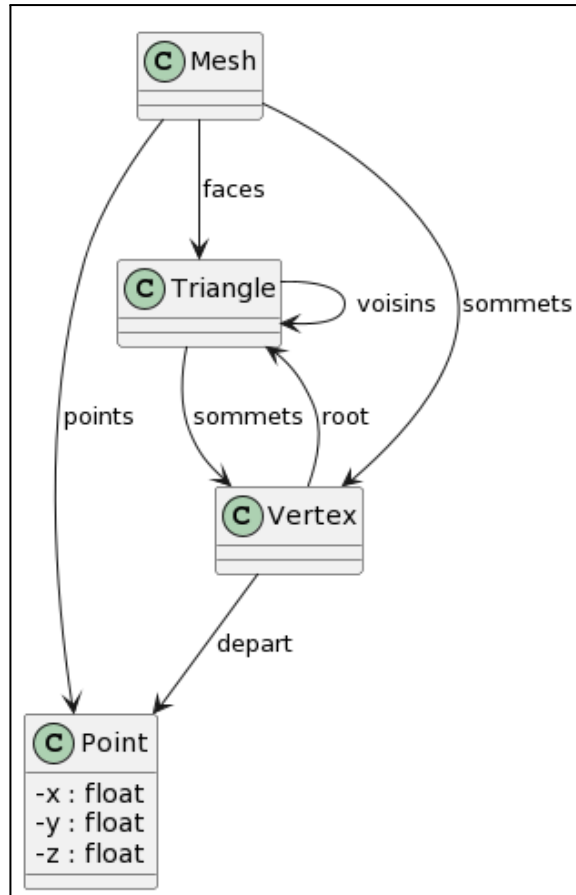 C Mesh
faces
C Triangle
voisins
sommets
points
sommets
root
C Vertex
depart
C Point
-x : float
-y : float
-z : float